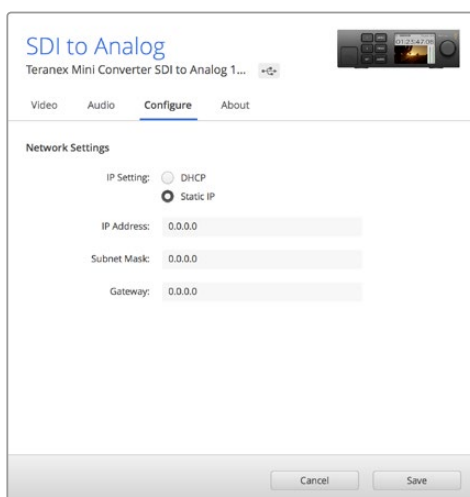 SDI to Analog
Teranex Mini Converter SDI to Analog 1...
Video Audio Configure About
Network Settings
IP Setting: DHCP
Static IP
IP Address: 0.0.0.0
Subnet Mask: 0.0.0.0
Gateway: 0.0.0.0
Cancel Save